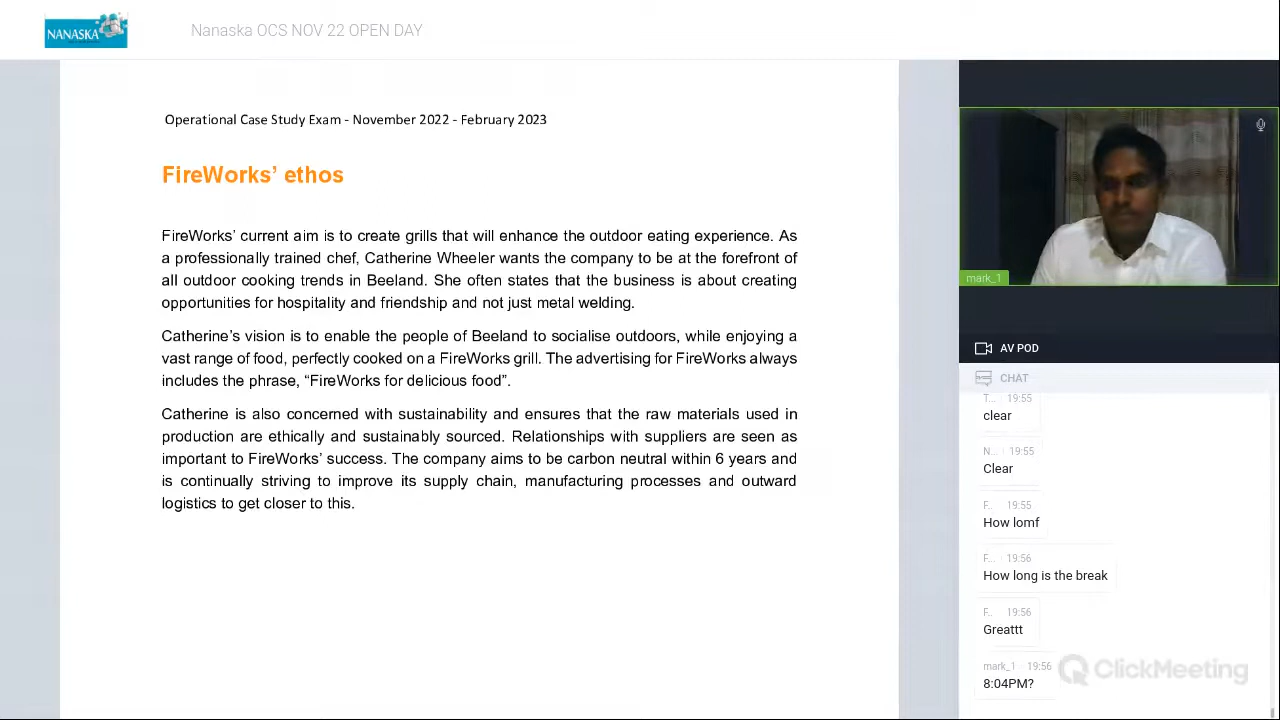 NANASKA
Nanaska OCS NOV 22 OPEN DAY
Operational Case Study Exam - November 2022 - February 2023
FireWorks’ ethos
FireWorks’ current aim is to create grills that will enhance the outdoor eating experience. As
a professionally trained chef, Catherine Wheeler wants the company to be at the forefront of
all outdoor cooking trends in Beeland. She often states that the business is about creating
opportunities for hospitality and friendship and not just metal welding.
Catherine’s vision is to enable the people of Beeland to socialise outdoors, while enjoying a
vast range of food, perfectly cooked on a FireWorks grill. The advertising for FireWorks always
includes the phrase, “FireWorks for delicious food”.
Catherine is also concerned with sustainability and ensures that the raw materials used in
production are ethically and sustainably sourced. Relationships with suppliers are seen as
important to FireWorks’ success. The company aims to be carbon neutral within 6 years and
is continually striving to improve its supply chain, manufacturing processes and outward
logistics to get closer to this.
mark_1
AV POD
CHAT
T... 19:55
clear
N... · 19:55
Clear
F.. 19:55
How lomf
F... · 19:56
How long is the break
F.. 19:56
Greattt
mark_1 · 19:56
8:04PM?
ClickMeeting